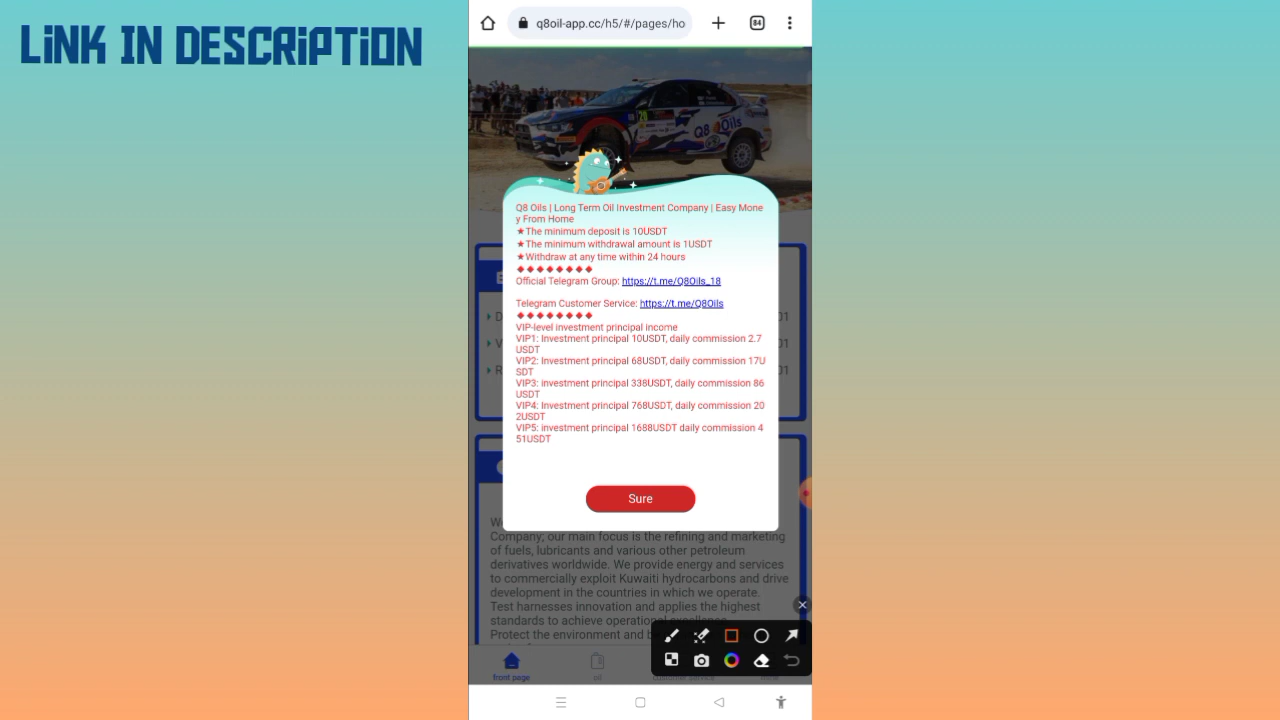 LINK IN DESCRIPTION
q8oil-app.cc/h5/#/pages/ho
84
Q8 Oils
Q8 Oils | Long Term Oil Investment Company | Easy Mone
y From Home
★The minimum deposit is 10USDT
★The minimum withdrawal amount is 1USDT
★Withdraw at any time within 24 hours
◆◆◆◆◆◆◆◆
Official Telegram Group: https://t.me/Q8Oils_18
Telegram Customer Service: https://t.me/Q8Oils
◆◆◆◆◆◆◆◆
VIP-level investment principal income
VIP1: Investment principal 10USDT, daily commission 2.7
USDT
VIP2: Investment principal 68USDT, daily commission 17U
SDT
VIP3: investment principal 338USDT, daily commission 86
USDT
VIP4: Investment principal 768USDT, daily commission 20
2USDT
VIP5: investment principal 1688USDT daily commission 4
51USDT
Sure
We
Company; our main focus is the refining and marketing
of fuels, lubricants and various other petroleum
derivatives worldwide. We provide energy and services
to commercially exploit Kuwaiti hydrocarbons and drive
development in the countries in which we operate.
Test harnesses innovation and applies the highest
standards to achieve operational excellence.
Protect the environment and b
front page
oil
customer service